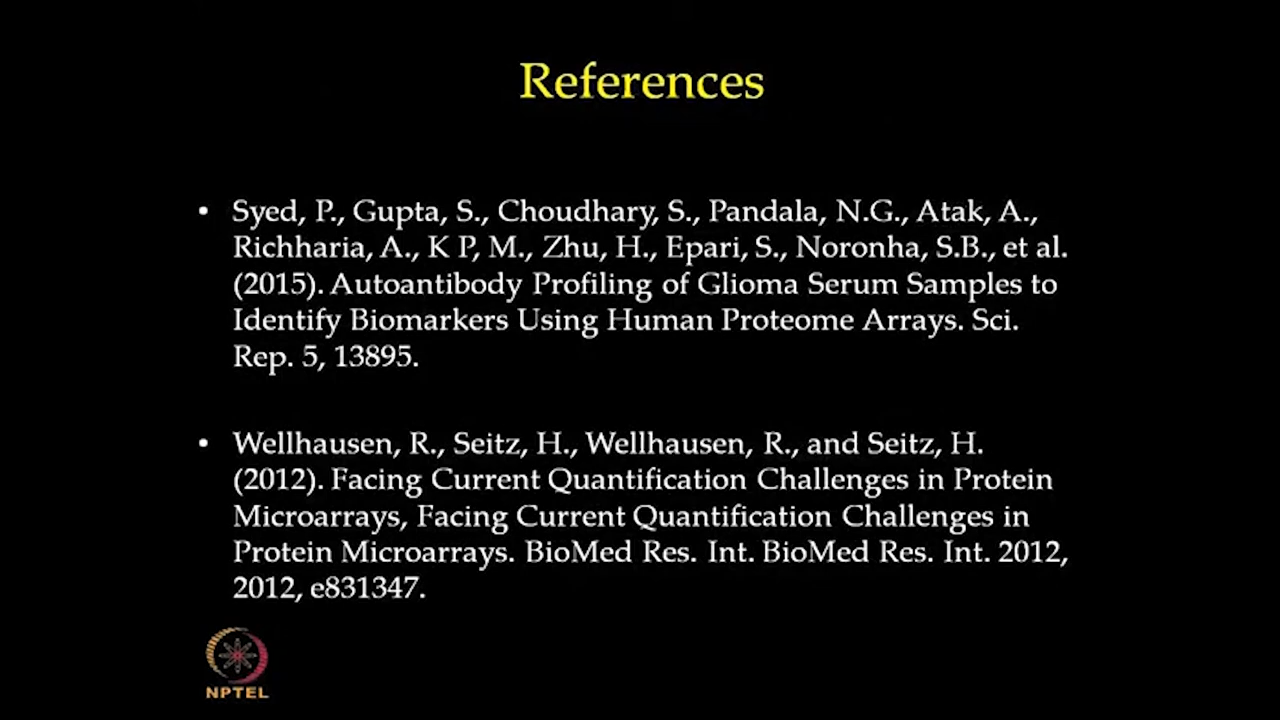 References
• Syed, P., Gupta, S., Choudhary, S., Pandala, N.G., Atak, A.,
Richharia, A., K P, M., Zhu, H., Epari, S., Noronha, S.B., et al.
(2015). Autoantibody Profiling of Glioma Serum Samples to
Identify Biomarkers Using Human Proteome Arrays. Sci.
Rep. 5, 13895.
• Wellhausen, R., Seitz, H., Wellhausen, R., and Seitz, H.
(2012). Facing Current Quantification Challenges in Protein
Microarrays, Facing Current Quantification Challenges in
Protein Microarrays. BioMed Res. Int. BioMed Res. Int. 2012,
2012, e831347.
NPTEL